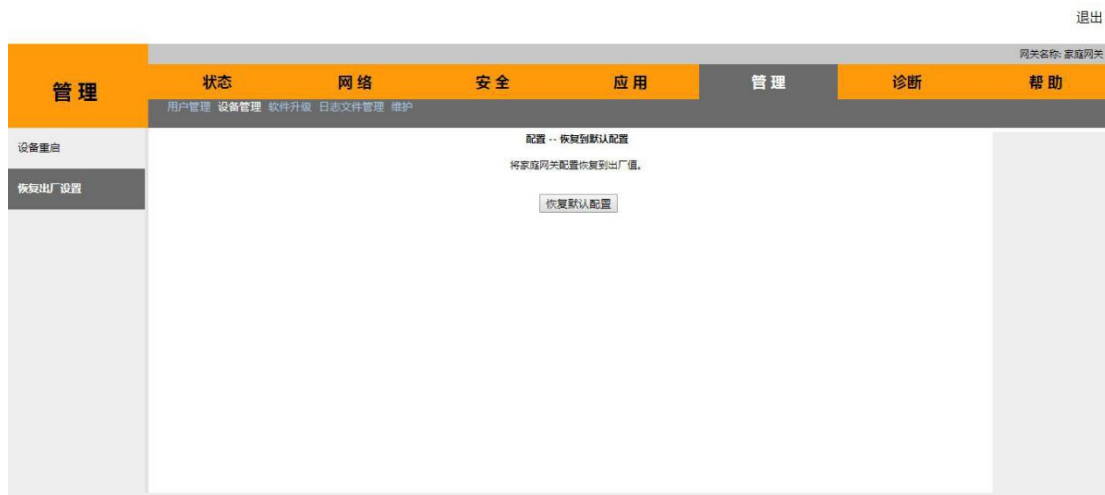 退出
网关名称: 家庭网关
管理
状态 网络 安全 应用 管理 诊断 帮助
用户管理 设备管理 软件升级 日志文件管理 维护
设备重启
恢复出厂设置
配置 -- 恢复到默认配置
将家庭网关配置恢复到出厂值。
恢复默认配置